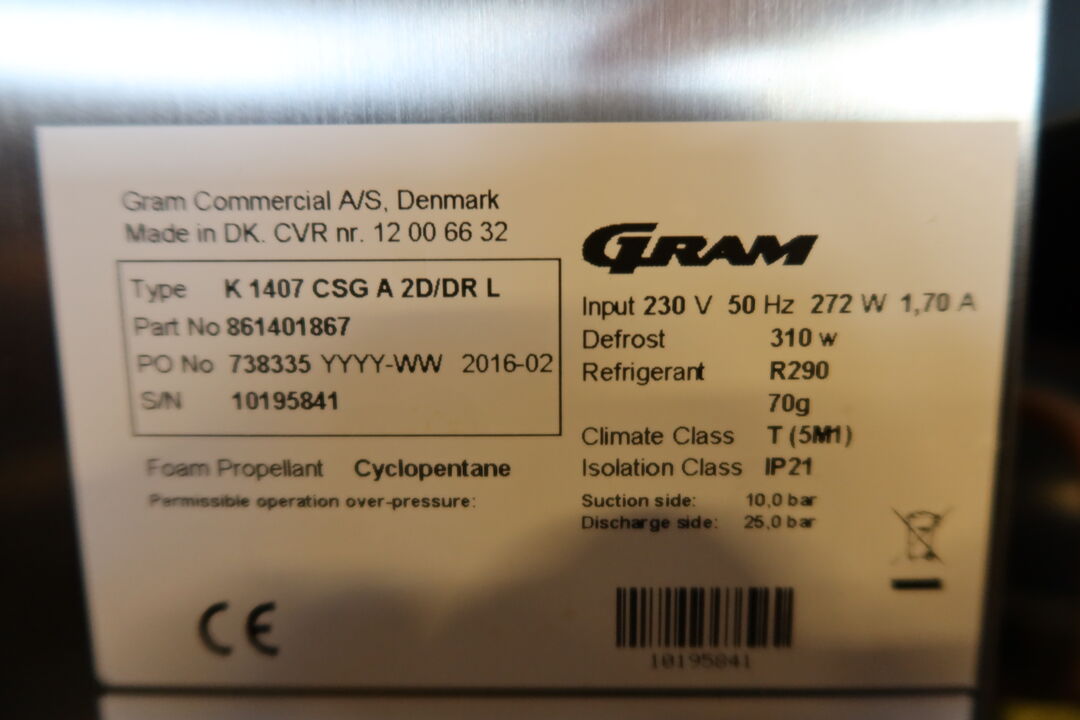 Gram Commercial A/S, Denmark
Made in DK. CVR nr. 12 00 66 32
Type K 1407 CSG A 2D/DR L
Part No 861401867
PO No 738335 YYYY-WW 2016-02
S/N 10195841
Foam Propellant Cyclopentane
Permissible operation over-pressure:
GRAM
Input 230 V 50 Hz 272 W 1,70 A
Defrost 310 w
Refrigerant R290
70g
Climate Class T (5M1)
Isolation Class IP21
Suction side: 10,0 bar
Discharge side: 25,0 bar
CE
10195841